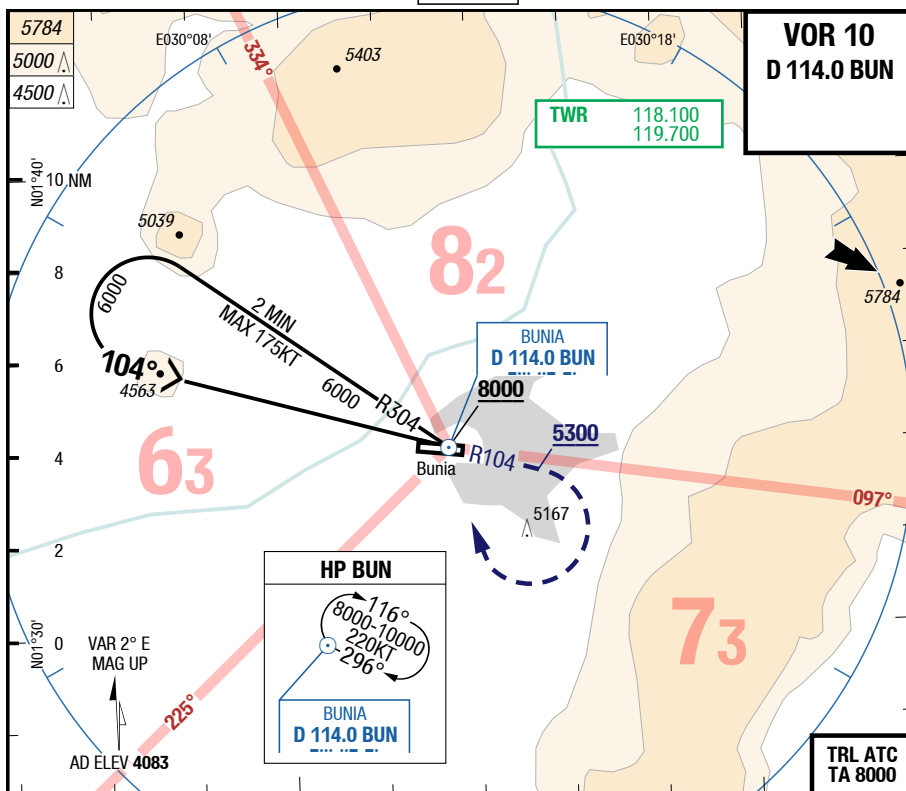 5784
5000
4500
E030°08'
334°
5403
E030°18'
VOR 10
D 114.0 BUN
TWR 118.100
119.700
N01°40'
10 NM
5039
8
82
6000
2 MIN
MAX 175KT
5784
BUNIA
D 114.0 BUN
6
104°
4563
6000
R304
8000
5300
4
63
Bunia
R104
097°
5167
2
HP BUN
116°
8000-10000
220KT
296°
73
N01°30'
0
VAR 2° E
MAG UP
225°
BUNIA
D 114.0 BUN
AD ELEV 4083
TRL ATC
TA 8000